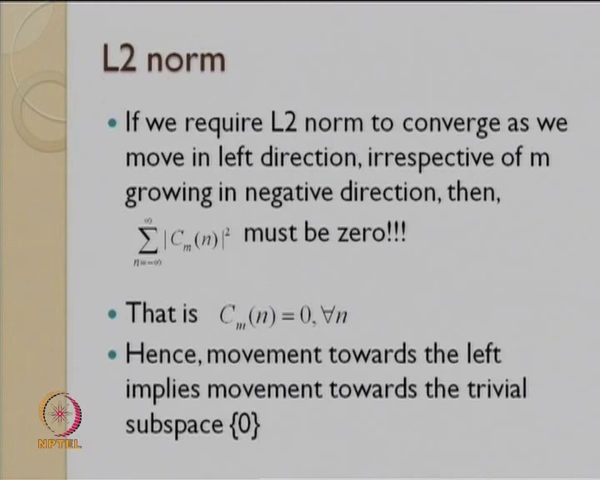 L2 norm
• If we require L2 norm to converge as we
move in left direction, irrespective of m
growing in negative direction, then,
∑_{n=-∞}^{∞} |C_m(n)|² must be zero!!!
• That is C_m(n) = 0, ∀n
• Hence, movement towards the left
implies movement towards the trivial
subspace {0}
NPTEL